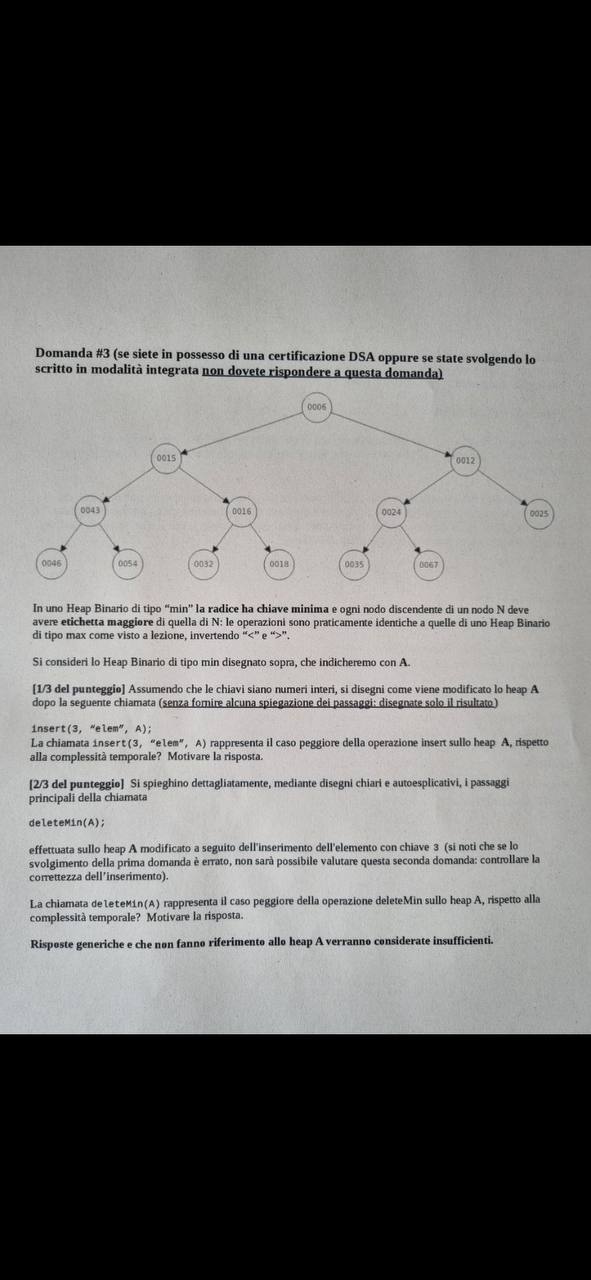 Domanda #3 (se siete in possesso di una certificazione DSA oppure se state svolgendo lo
scritto in modalità integrata non dovete rispondere a questa domanda)
0006
0015
0012
0043
0016
0024
0025
0046
0054
0032
0018
0035
0067
In uno Heap Binario di tipo “min” la radice ha chiave minima e ogni nodo discendente di un nodo N deve
avere etichetta maggiore di quella di N: le operazioni sono praticamente identiche a quelle di uno Heap Binario
di tipo max come visto a lezione, invertendo “<” e “>”.
Si consideri lo Heap Binario di tipo min disegnato sopra, che indicheremo con A.
[1/3 del punteggio] Assumendo che le chiavi siano numeri interi, si disegni come viene modificato lo heap A
dopo la seguente chiamata (senza fornire alcuna spiegazione dei passaggi: disegnate solo il risultato)
insert(3, “elem”, A);
La chiamata insert(3, “elem”, A) rappresenta il caso peggiore della operazione insert sullo heap A, rispetto
alla complessità temporale? Motivare la risposta.
[2/3 del punteggio] Si spieghino dettagliatamente, mediante disegni chiari e autoesplicativi, i passaggi
principali della chiamata
deleteMin(A);
effettuata sullo heap A modificato a seguito dell'inserimento dell'elemento con chiave 3 (si noti che se lo
svolgimento della prima domanda è errato, non sarà possibile valutare questa seconda domanda: controllare la
correttezza dell’inserimento).
La chiamata deleteMin(A) rappresenta il caso peggiore della operazione deleteMin sullo heap A, rispetto alla
complessità temporale? Motivare la risposta.
Risposte generiche e che non fanno riferimento allo heap A verranno considerate insufficienti.